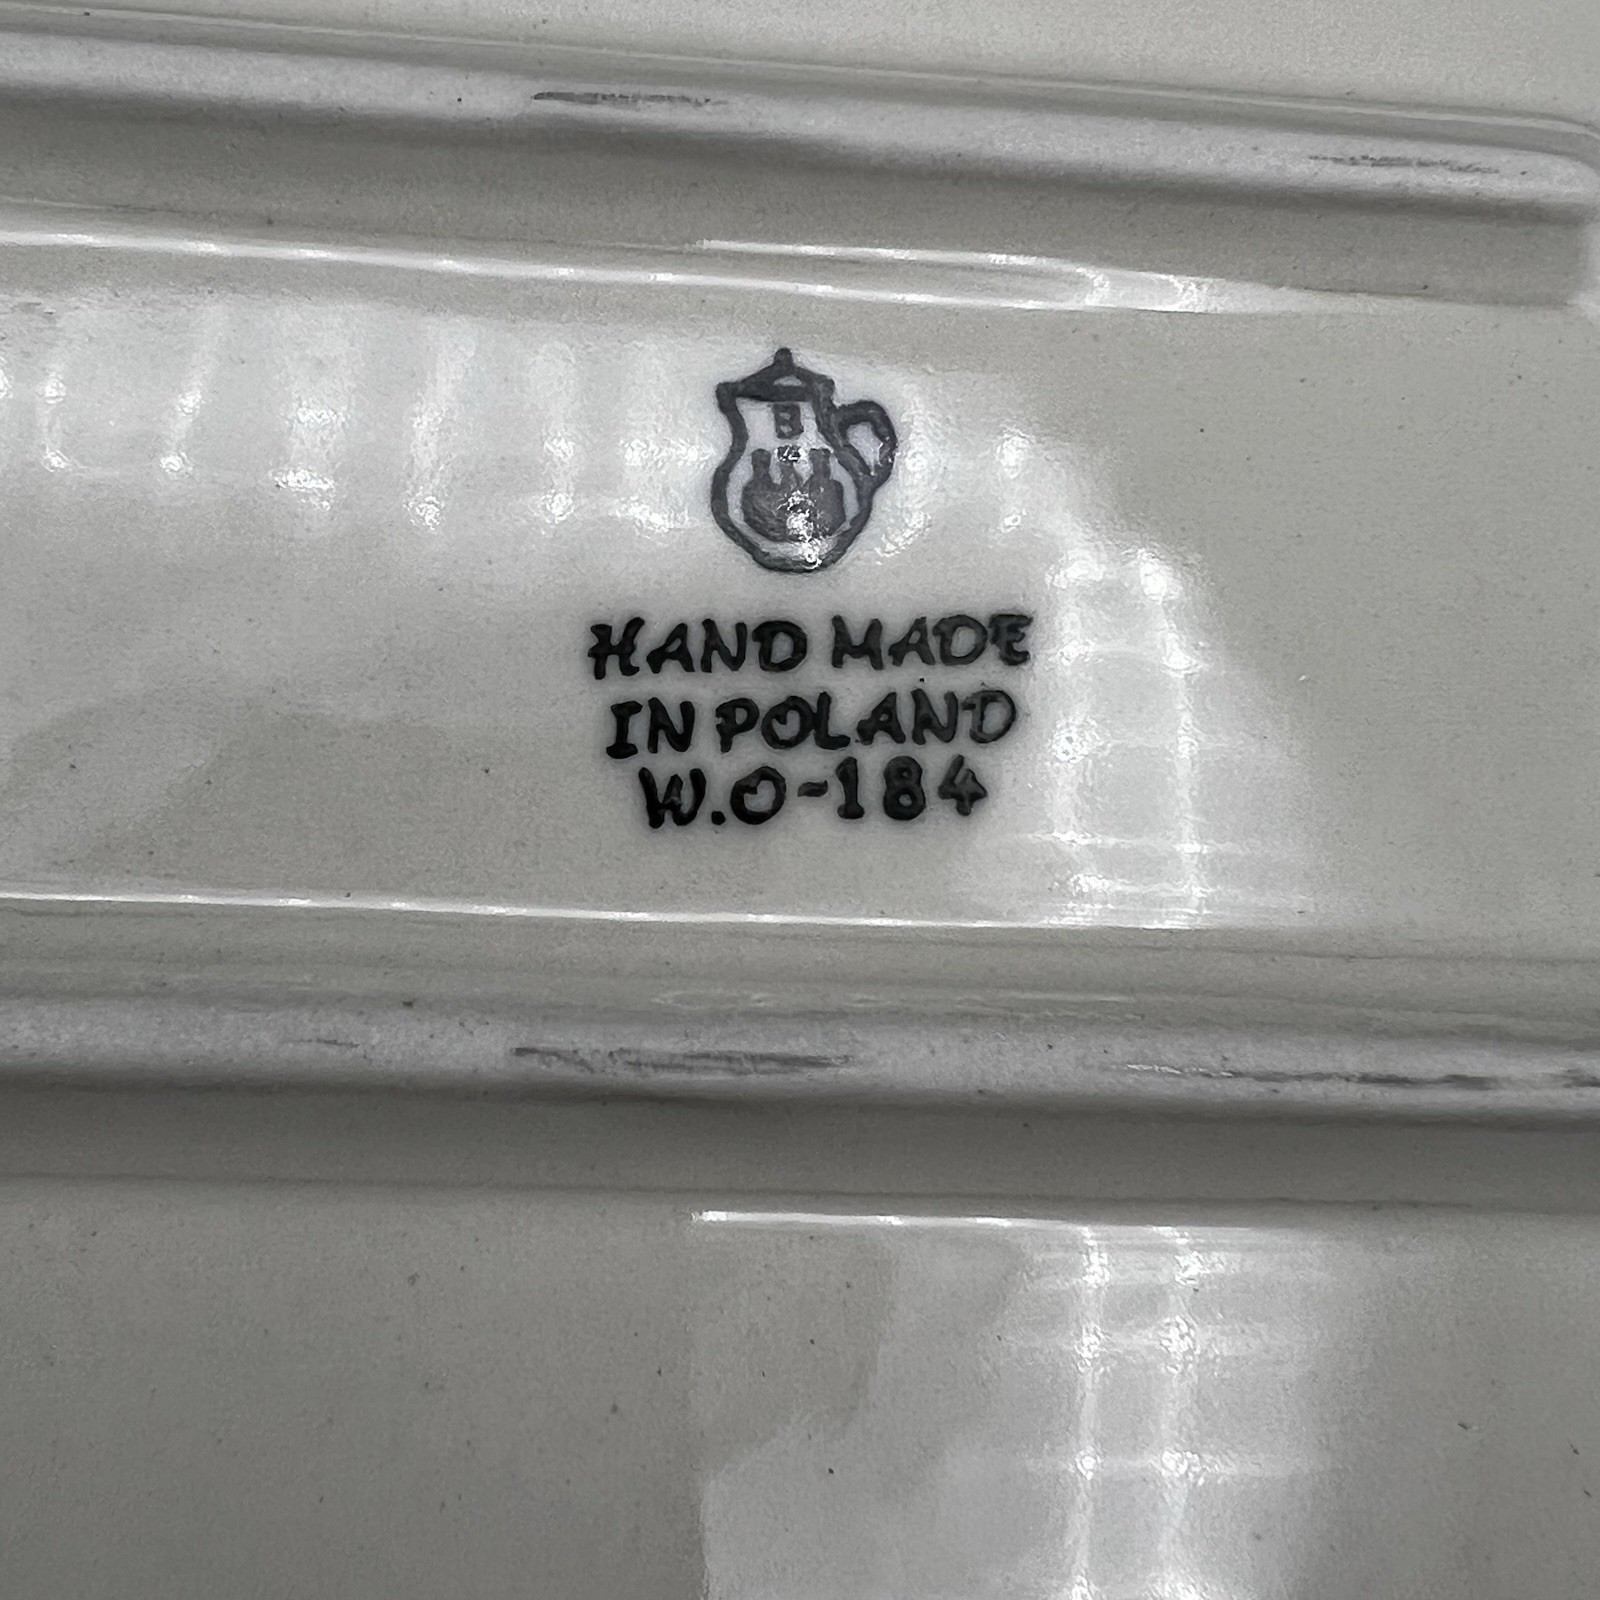 B
HAND MADE
IN POLAND
W.O-184